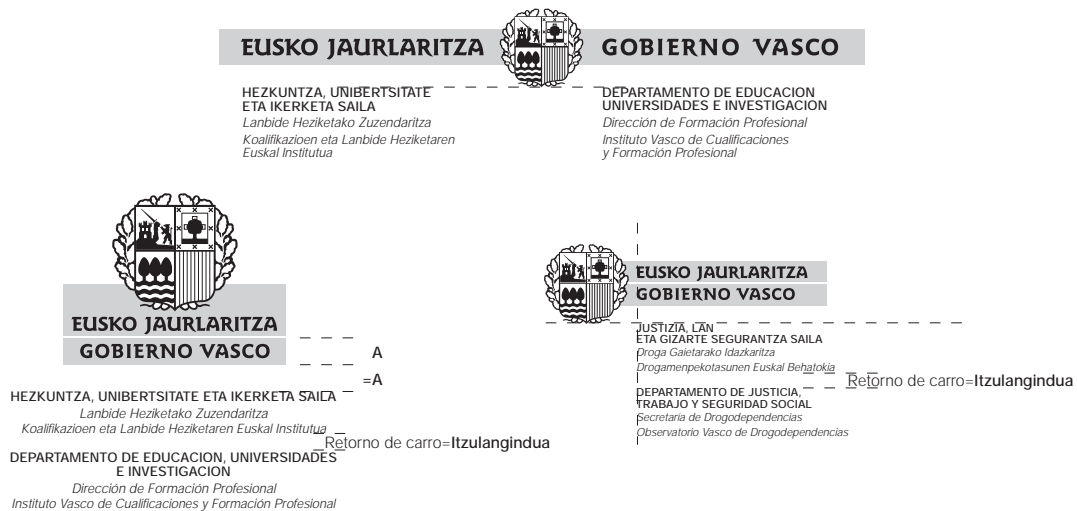 EUSKO JAURLARITZA
GOBIERNO VASCO
HEZKUNTZA, UNIBERTSITATE
ETA IKERKETA SAILA
Lanbide Heziketako Zuzendaritza
Koalifikazioen eta Lanbide Heziketaren
Euskal Institutua
DEPARTAMENTO DE EDUCACION
UNIVERSIDADES E INVESTIGACION
Dirección de Formación Profesional
Instituto Vasco de Cualificaciones
y Formación Profesional
EUSKO JAURLARITZA
GOBIERNO VASCO
A
=A
HEZKUNTZA, UNIBERTSITATE ETA IKERKETA SAILA
Lanbide Heziketako Zuzendaritza
Koalifikazioen eta Lanbide Heziketaren Euskal Institutua
Retorno de carro=Itzulangindua
DEPARTAMENTO DE EDUCACION, UNIVERSIDADES
E INVESTIGACION
Dirección de Formación Profesional
Instituto Vasco de Cualificaciones y Formación Profesional
EUSKO JAURLARITZA
GOBIERNO VASCO
JUSTIZIA, LAN
ETA GIZARTE SEGURANTZA SAILA
Droga Gaietarako Idazkaritza
Drogamenpekotasunen Euskal Behatokia
Retorno de carro=Itzulangindua
DEPARTAMENTO DE JUSTICIA,
TRABAJO Y SEGURIDAD SOCIAL
Secretaria de Drogodependencias
Observatorio Vasco de Drogodependencias